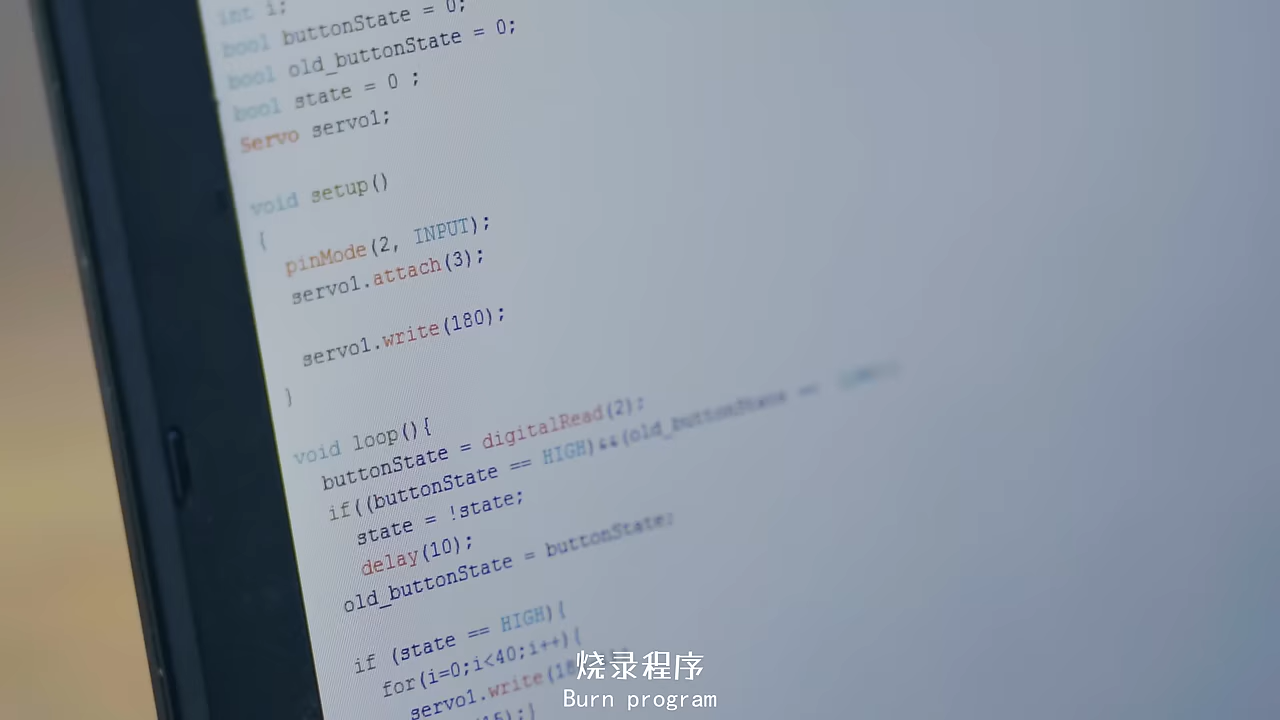 int i;
bool buttonState = 0;
bool old_buttonState = 0;
bool state = 0 ;
Servo servo1;
void setup()
{
pinMode(2, INPUT);
servo1.attach(3);
servo1.write(180);
}
void loop(){
buttonState = digitalRead(2);
if((buttonState == HIGH)&&(old_buttonState ==
state = !state;
delay(10);
old_buttonState = buttonState;
if (state == HIGH){
for(i=0;i<40;i++){
servo1.write(18
烧录程序
Burn program